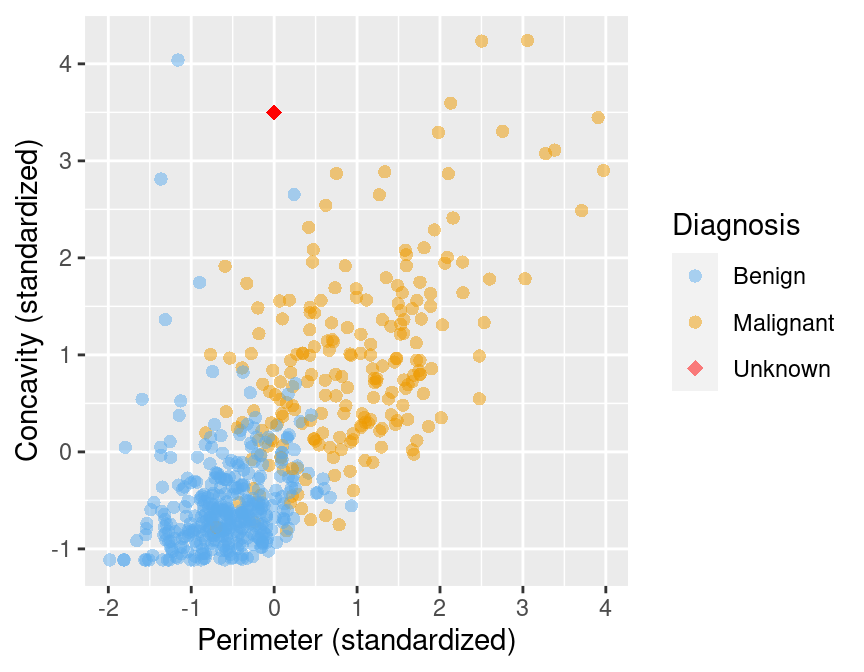 4
3
2
1
0
-1
-2 -1 0 1 2 3 4
Perimeter (standardized)
Concavity (standardized)
Diagnosis
Benign
Malignant
Unknown